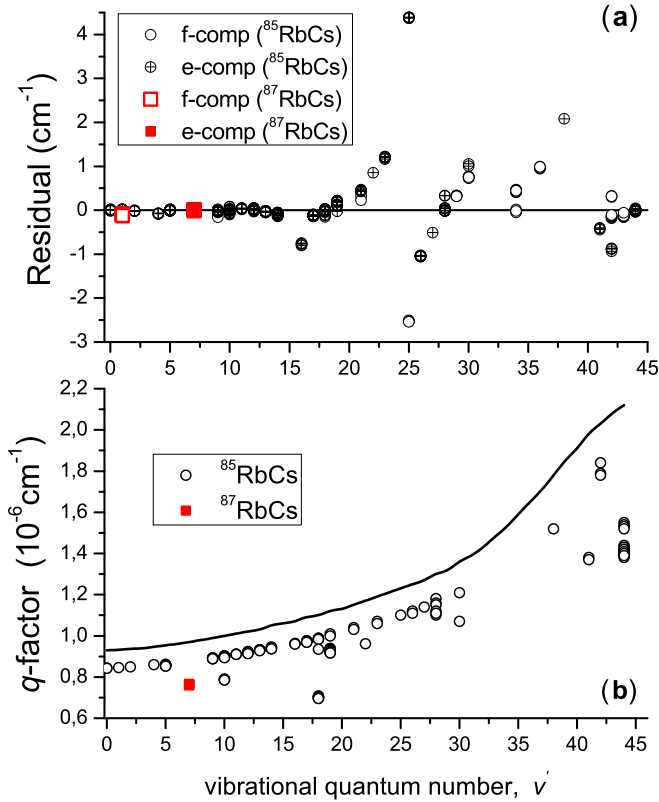 (a)
f-comp (⁸⁵RbCs)
e-comp (⁸⁵RbCs)
f-comp (⁸⁷RbCs)
e-comp (⁸⁷RbCs)
Residual (cm⁻¹)
4
3
2
1
0
-1
-2
-3
0 5 10 15 20 25 30 35 40 45
2,2
2,0
1,8
1,6
1,4
1,2
1,0
0,8
0,6
q-factor (10⁻⁶cm⁻¹)
⁸⁵RbCs
⁸⁷RbCs
(b)
0 5 10 15 20 25 30 35 40 45
vibrational quantum number, v'